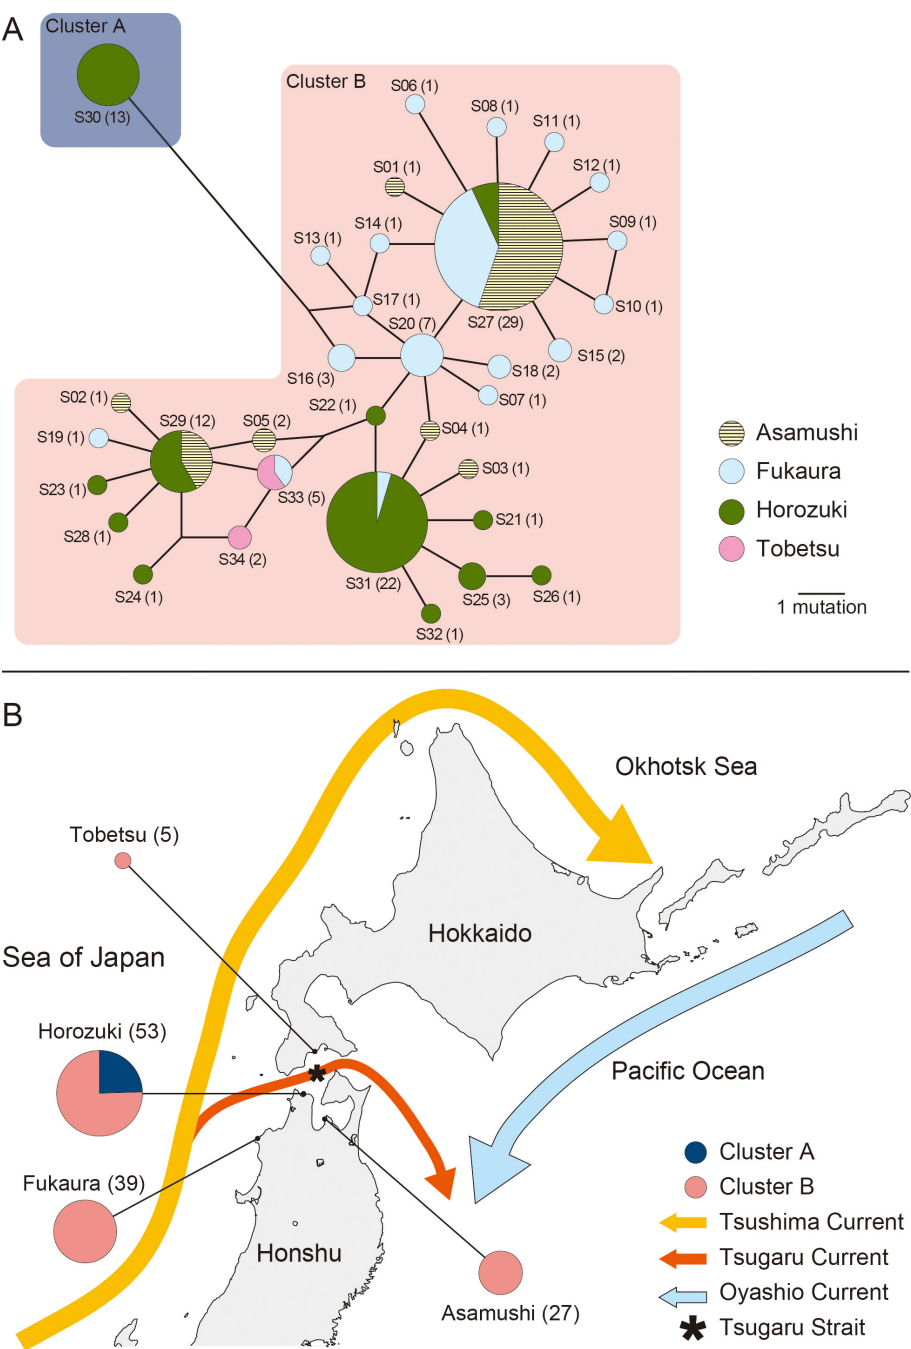 A
Cluster A
S30 (13)
Cluster B
S06 (1)
S08 (1)
S11 (1)
S12 (1)
S01 (1)
S09 (1)
S14 (1)
S13 (1)
S17 (1)
S10 (1)
S20 (7)
S27 (29)
S15 (2)
S16 (3)
S18 (2)
S07 (1)
S22 (1)
S02 (1)
S29 (12)
S05 (2)
S04 (1)
S19 (1)
S03 (1)
S23 (1)
S33 (5)
S28 (1)
S21 (1)
S34 (2)
S31 (22)
S24 (1)
S25 (3)
S26 (1)
S32 (1)
Asamushi
Fukaura
Horozuki
Tobetsu
1 mutation
B
Okhotsk Sea
Tobetsu (5)
Hokkaido
Sea of Japan
Horozuki (53)
Pacific Ocean
Fukaura (39)
Honshu
Asamushi (27)
Cluster A
Cluster B
Tsushima Current
Tsugaru Current
Oyashio Current
* Tsugaru Strait